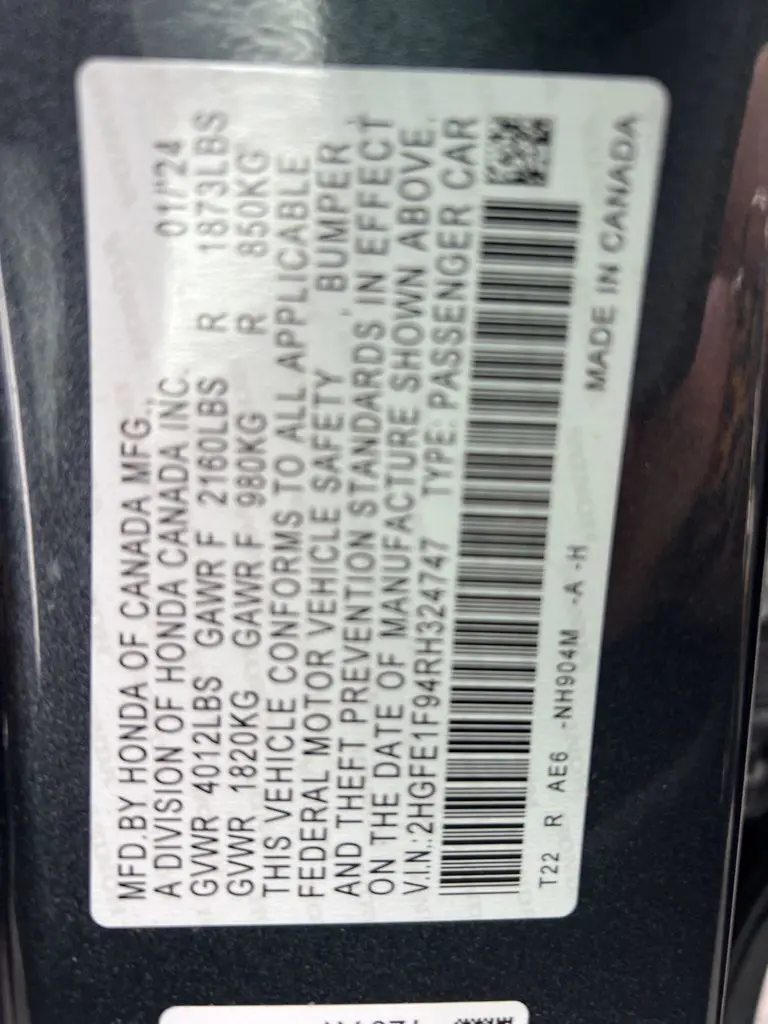 MFD.BY HONDA OF CANADA MFG.,
A DIVISION OF HONDA CANADA INC. 01/'24
GVWR 4012LBS GAWR F 2160LBS R 1873LBS
GVWR 1820KG GAWR F 980KG R 850KG
THIS VEHICLE CONFORMS TO ALL APPLICABLE
FEDERAL MOTOR VEHICLE SAFETY, BUMPER,
AND THEFT PREVENTION STANDARDS IN EFFECT
ON THE DATE OF MANUFACTURE SHOWN ABOVE.
V.I.N.:2HGFE1F94RH324747 TYPE: PASSENGER CAR
T22 R AE6 -NH904M -A -H
MADE IN CANADA